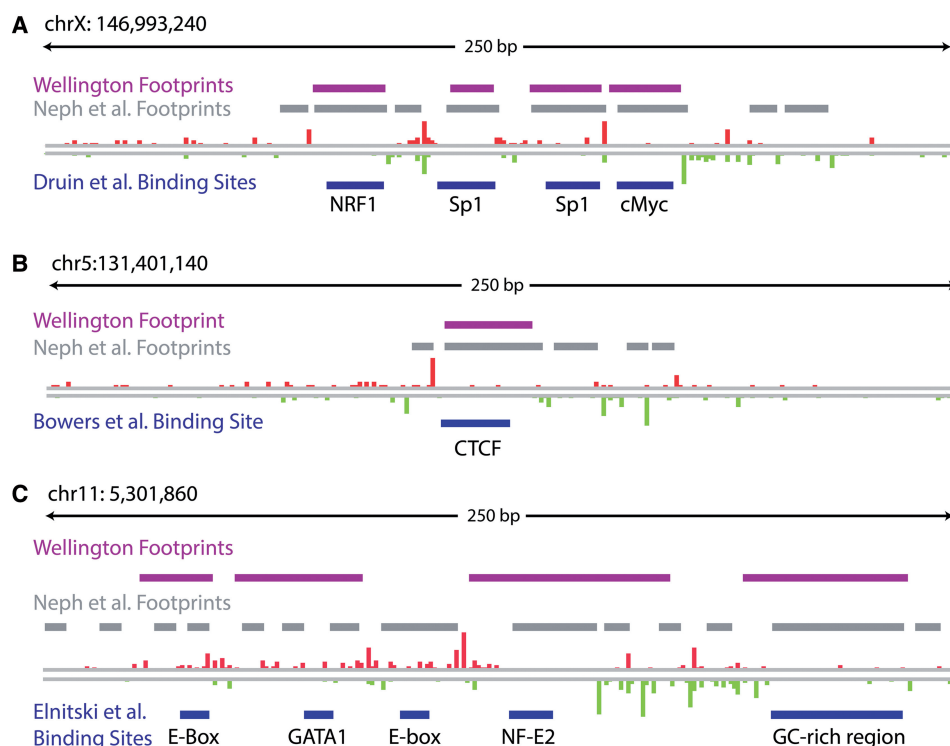 A chrX: 146,993,240
250 bp
Wellington Footprints
Neph et al. Footprints
Druin et al. Binding Sites
NRF1 Sp1 Sp1 cMyc
B chr5:131,401,140
250 bp
Wellington Footprint
Neph et al. Footprints
Bowers et al. Binding Site
CTCF
C chr11: 5,301,860
250 bp
Wellington Footprints
Neph et al. Footprints
Elnitski et al.
Binding Sites E-Box GATA1 E-box NF-E2 GC-rich region